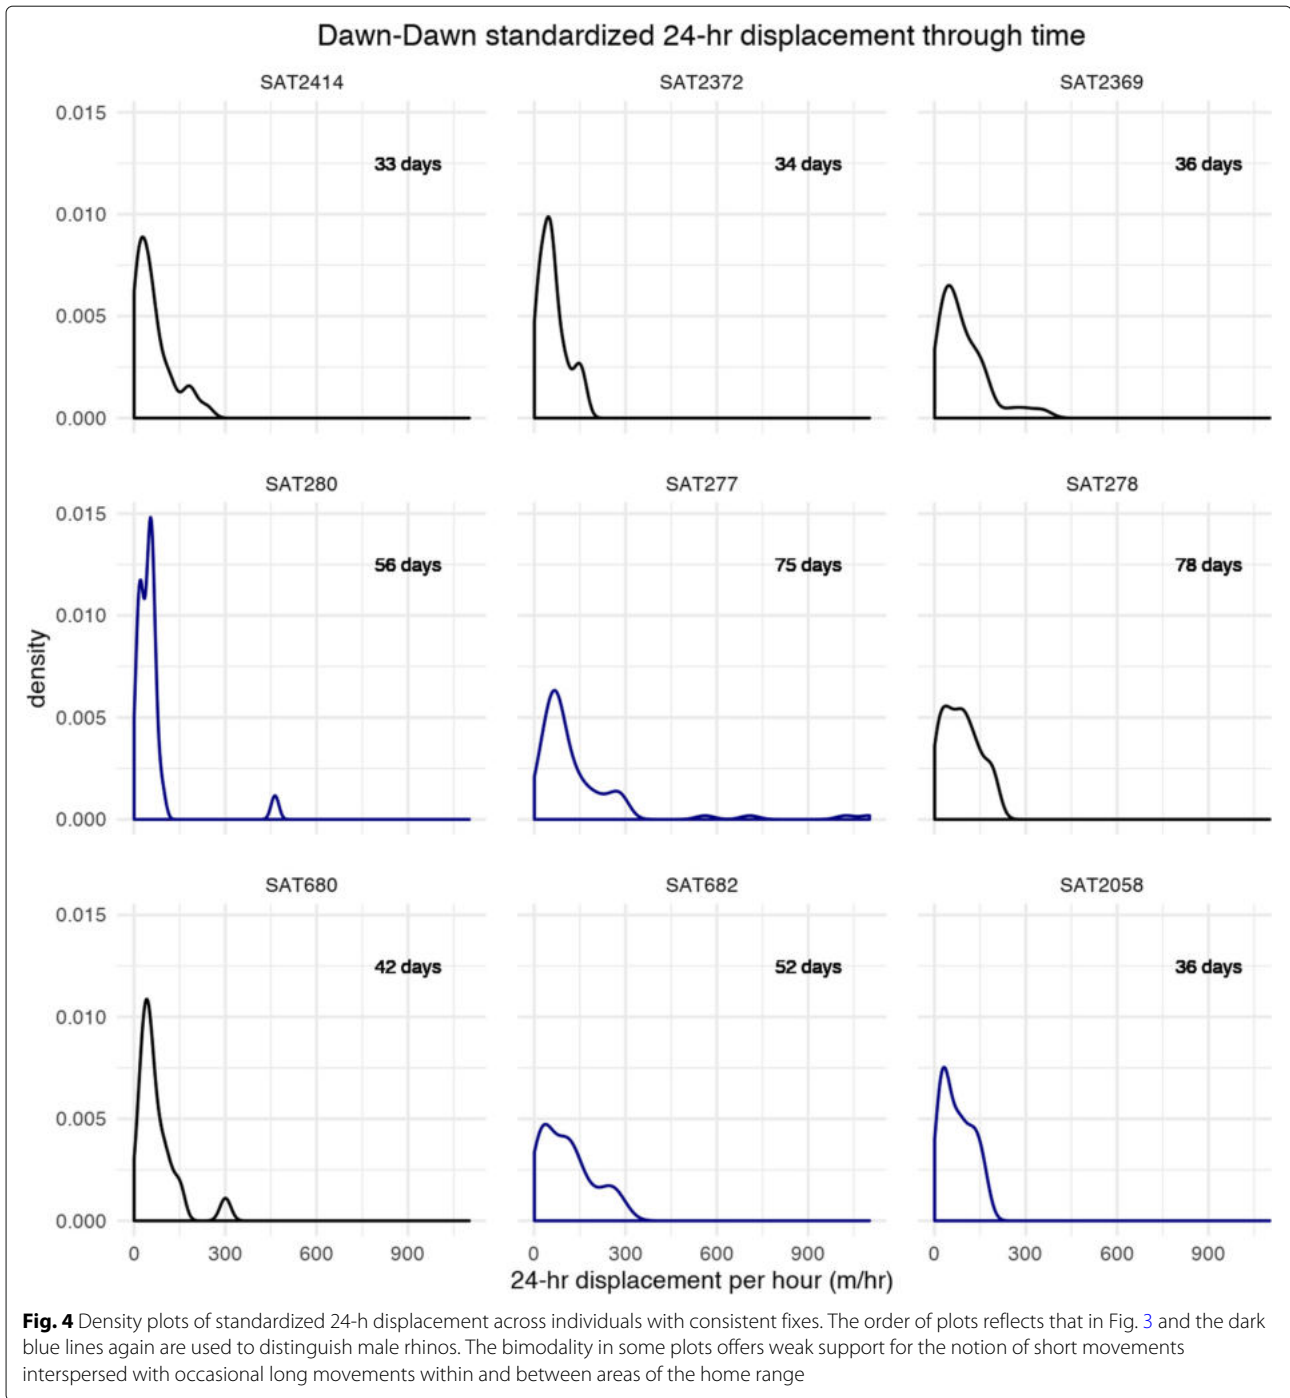 Dawn-Dawn standardized 24-hr displacement through time
SAT2414 SAT2372 SAT2369
0.015
33 days 34 days 36 days
0.010
0.005
0.000
SAT280 SAT277 SAT278
0.015
56 days 75 days 78 days
0.010
density
0.005
0.000
SAT680 SAT682 SAT2058
0.015
42 days 52 days 36 days
0.010
0.005
0.000
0 300 600 900 0 300 600 900 0 300 600 900
24-hr displacement per hour (m/hr)
Fig. 4 Density plots of standardized 24-h displacement across individuals with consistent fixes. The order of plots reflects that in Fig. 3 and the dark
blue lines again are used to distinguish male rhinos. The bimodality in some plots offers weak support for the notion of short movements
interspersed with occasional long movements within and between areas of the home range